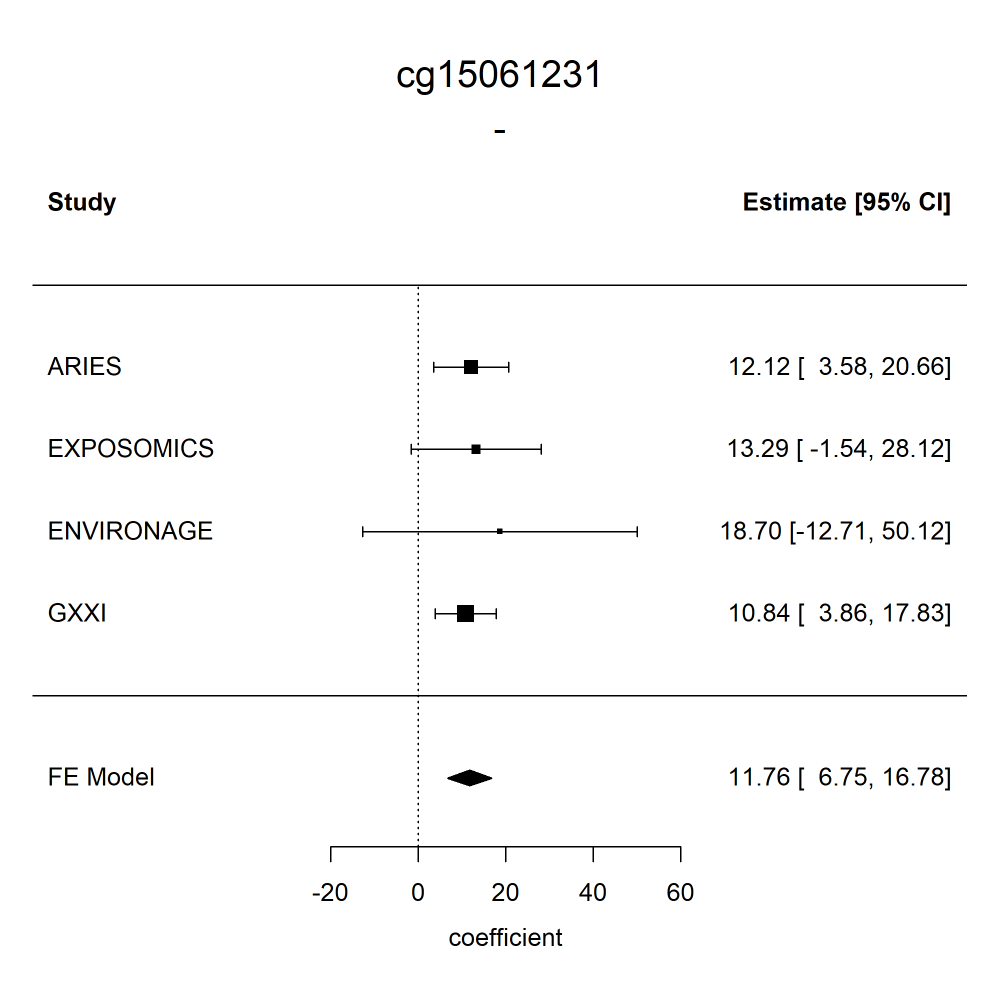 cg15061231
-
Study Estimate [95% CI]
ARIES 12.12 [ 3.58, 20.66]
EXPOSOMICS 13.29 [ -1.54, 28.12]
ENVIRONAGE 18.70 [-12.71, 50.12]
GXXI 10.84 [ 3.86, 17.83]
FE Model 11.76 [ 6.75, 16.78]
-20 0 20 40 60
coefficient